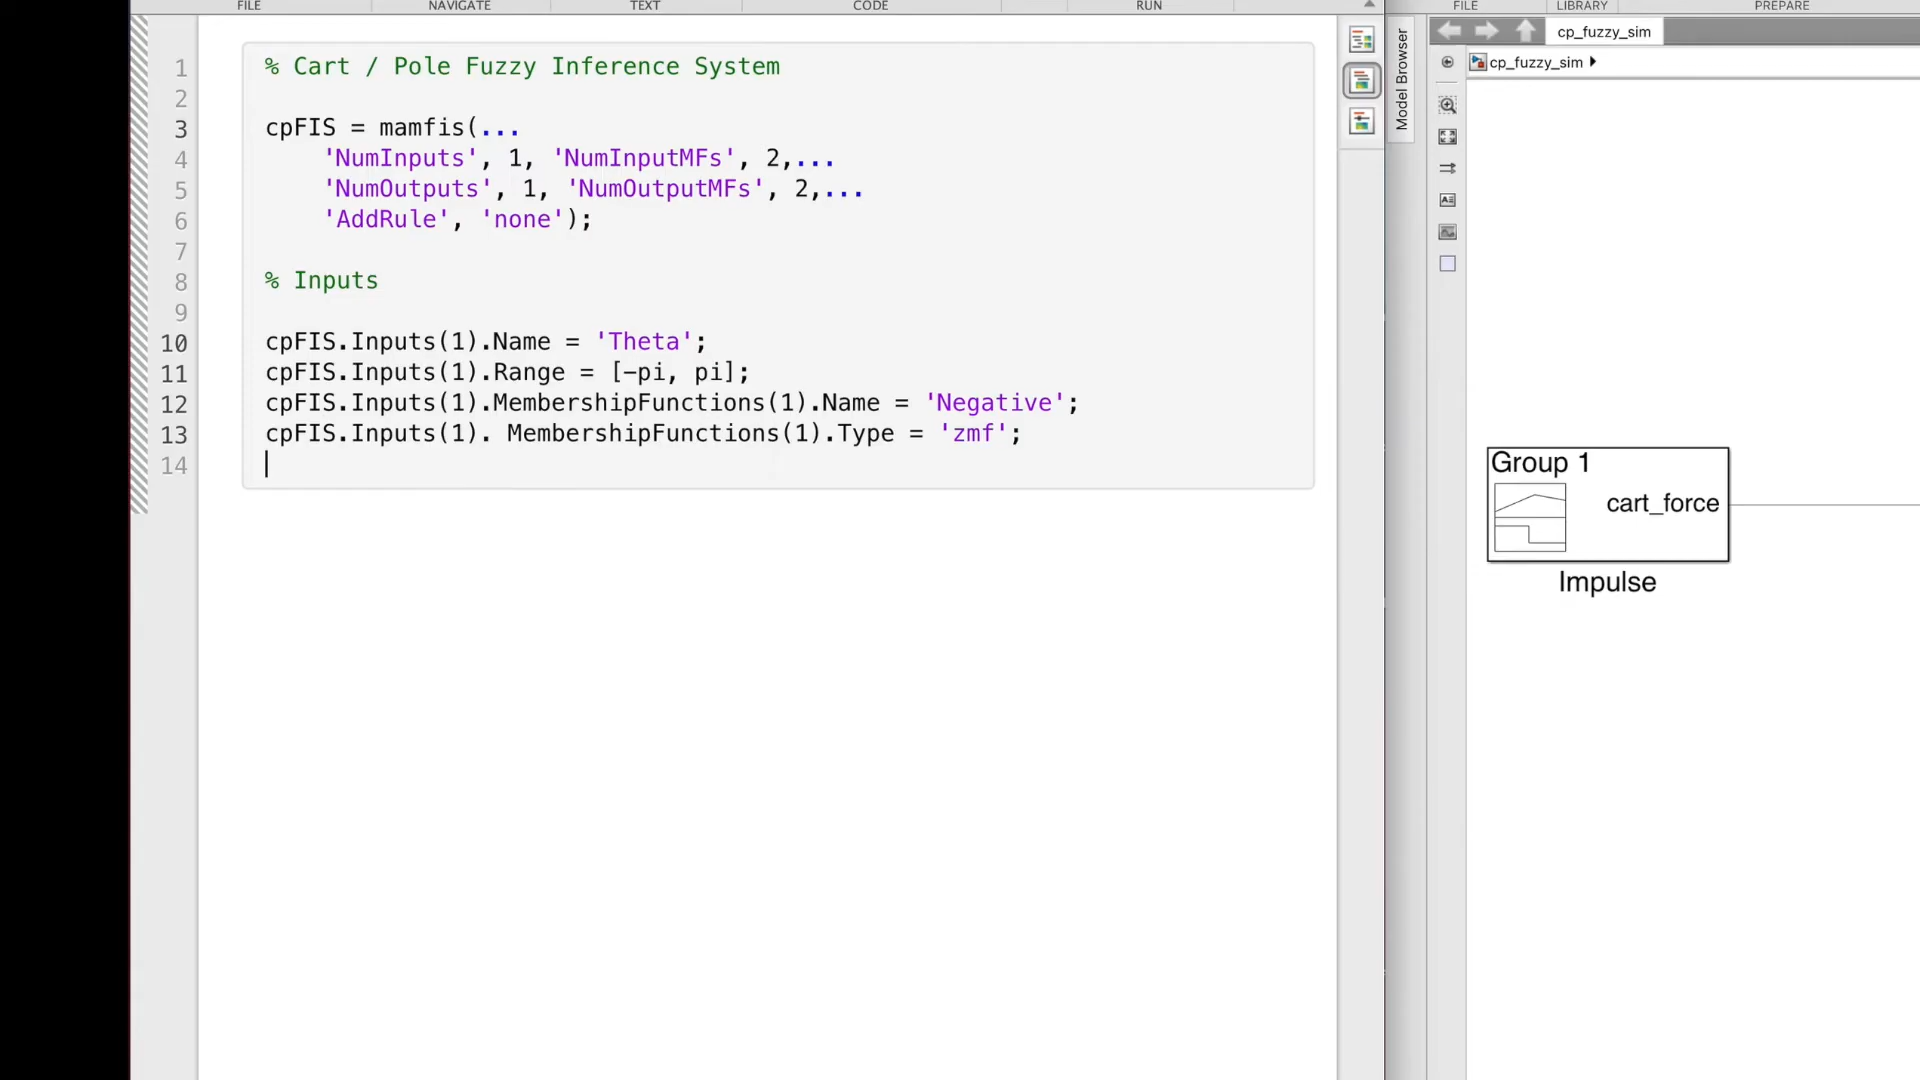 FILE NAVIGATE TEXT CODE RUN
1 % Cart / Pole Fuzzy Inference System
2
3 cpFIS = mamfis(...
4 'NumInputs', 1, 'NumInputMFs', 2,...
5 'NumOutputs', 1, 'NumOutputMFs', 2,...
6 'AddRule', 'none');
7
8 % Inputs
9
10 cpFIS.Inputs(1).Name = 'Theta';
11 cpFIS.Inputs(1).Range = [-pi, pi];
12 cpFIS.Inputs(1).MembershipFunctions(1).Name = 'Negative';
13 cpFIS.Inputs(1). MembershipFunctions(1).Type = 'zmf';
14
FILE LIBRARY PREPARE
cp_fuzzy_sim
cp_fuzzy_sim
Model Browser
Group 1
cart_force
Impulse